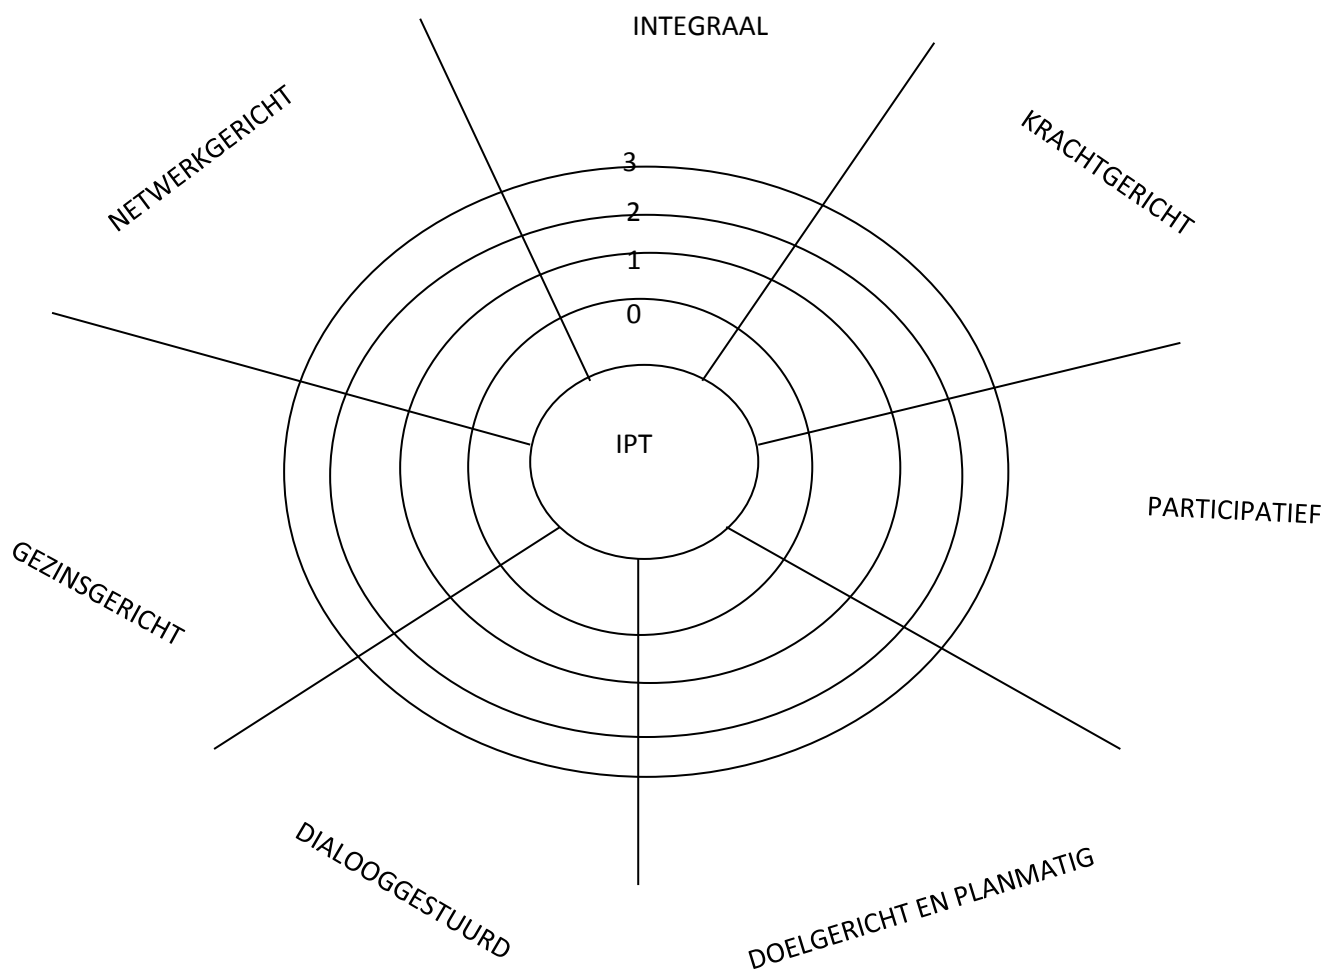 INTEGRAAL
NETWERKGERICHT
KRACHTGERICHT
3
2
1
0
IPT
PARTICIPATIEF
GEZINSGERICHT
DIALOOGGESTUURD
DOELGERICHT EN PLANMATIG